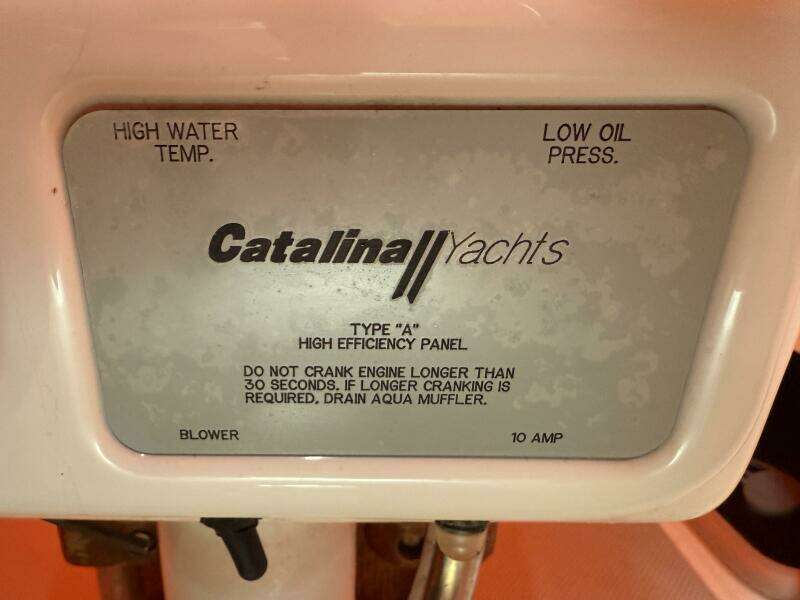 HIGH WATER
TEMP.
LOW OIL
PRESS.
Catalina Yachts
TYPE "A"
HIGH EFFICIENCY PANEL
DO NOT CRANK ENGINE LONGER THAN
30 SECONDS. IF LONGER CRANKING IS
REQUIRED, DRAIN AQUA MUFFLER.
BLOWER
10 AMP